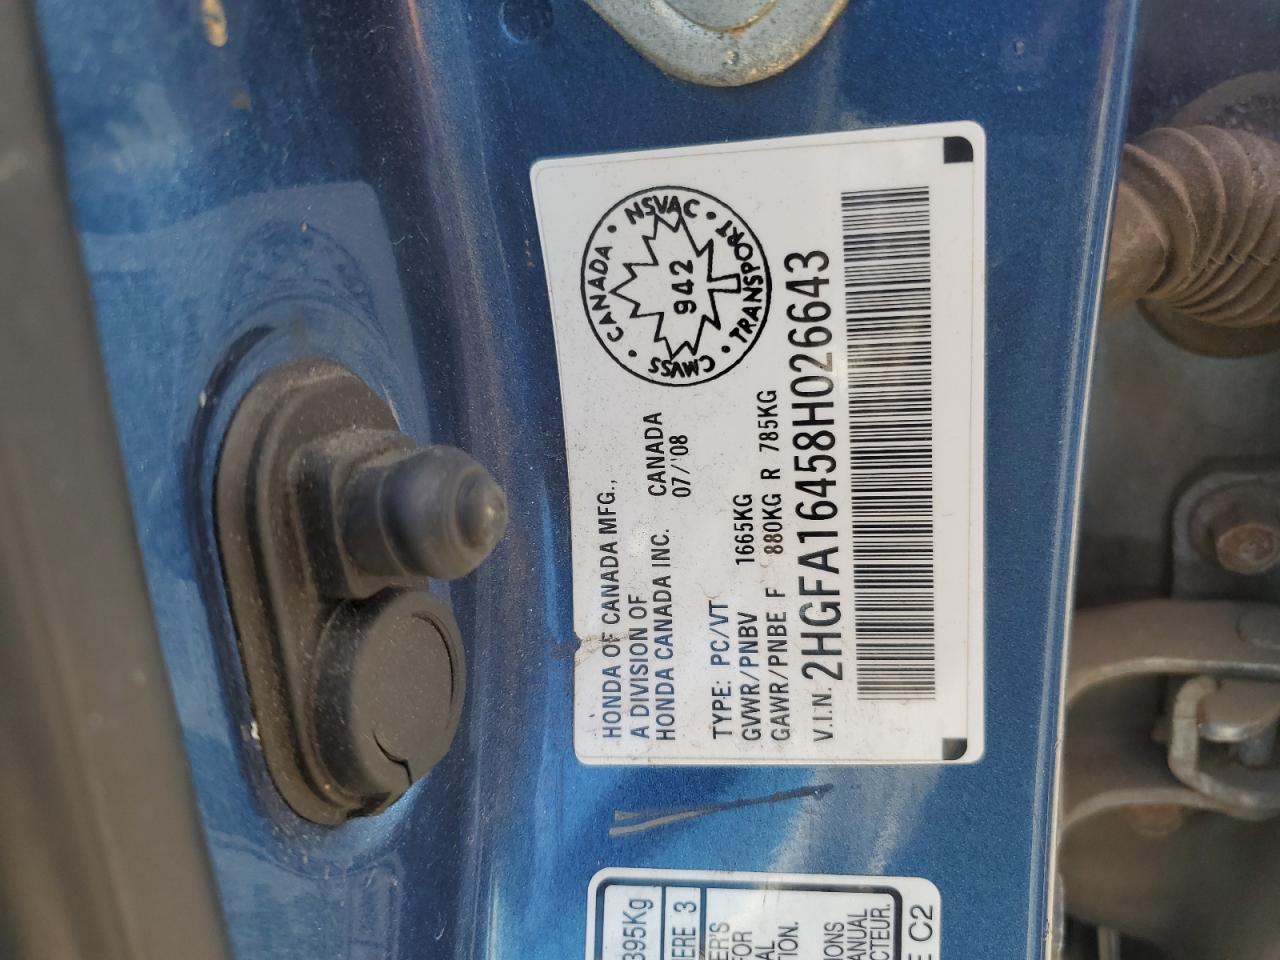 HONDA OF CANADA MFG.,
A DIVISION OF
HONDA CANADA INC. CANADA
07/'08
TYPE: PC/VT
GVWR/PNBV 1665KG
GAWR/PNBE F 880KG R 785KG
V.I.N. 2HGFA16458H026643
CANADA • NSVAC • TRANSPORT • CMVSS •
942
395Kg
ERE 3
ER'S
FOR
AL
TION.
IONS
ANUAL
CTEUR.
E C2